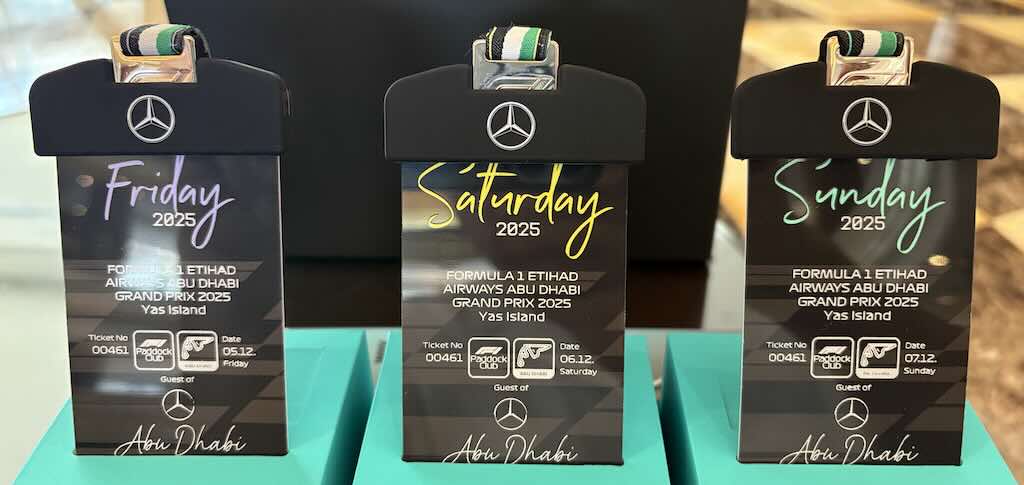 Friday
2025
FORMULA 1 ETIHAD
AIRWAYS ABU DHABI
GRAND PRIX 2025
Yas Island
Ticket No
00461
Paddock
Club
Date
05.12.
Friday
Guest of
Abu Dhabi
Saturday
2025
FORMULA 1 ETIHAD
AIRWAYS ABU DHABI
GRAND PRIX 2025
Yas Island
Ticket No
00461
Paddock
Club
ABU DHABI
Date
06.12.
Saturday
Guest of
Abu Dhabi
Sunday
2025
FORMULA 1 ETIHAD
AIRWAYS ABU DHABI
GRAND PRIX 2025
Yas Island
Ticket No
00461
Paddock
Club
Date
07.12.
Sunday
Guest of
Abu Dhabi